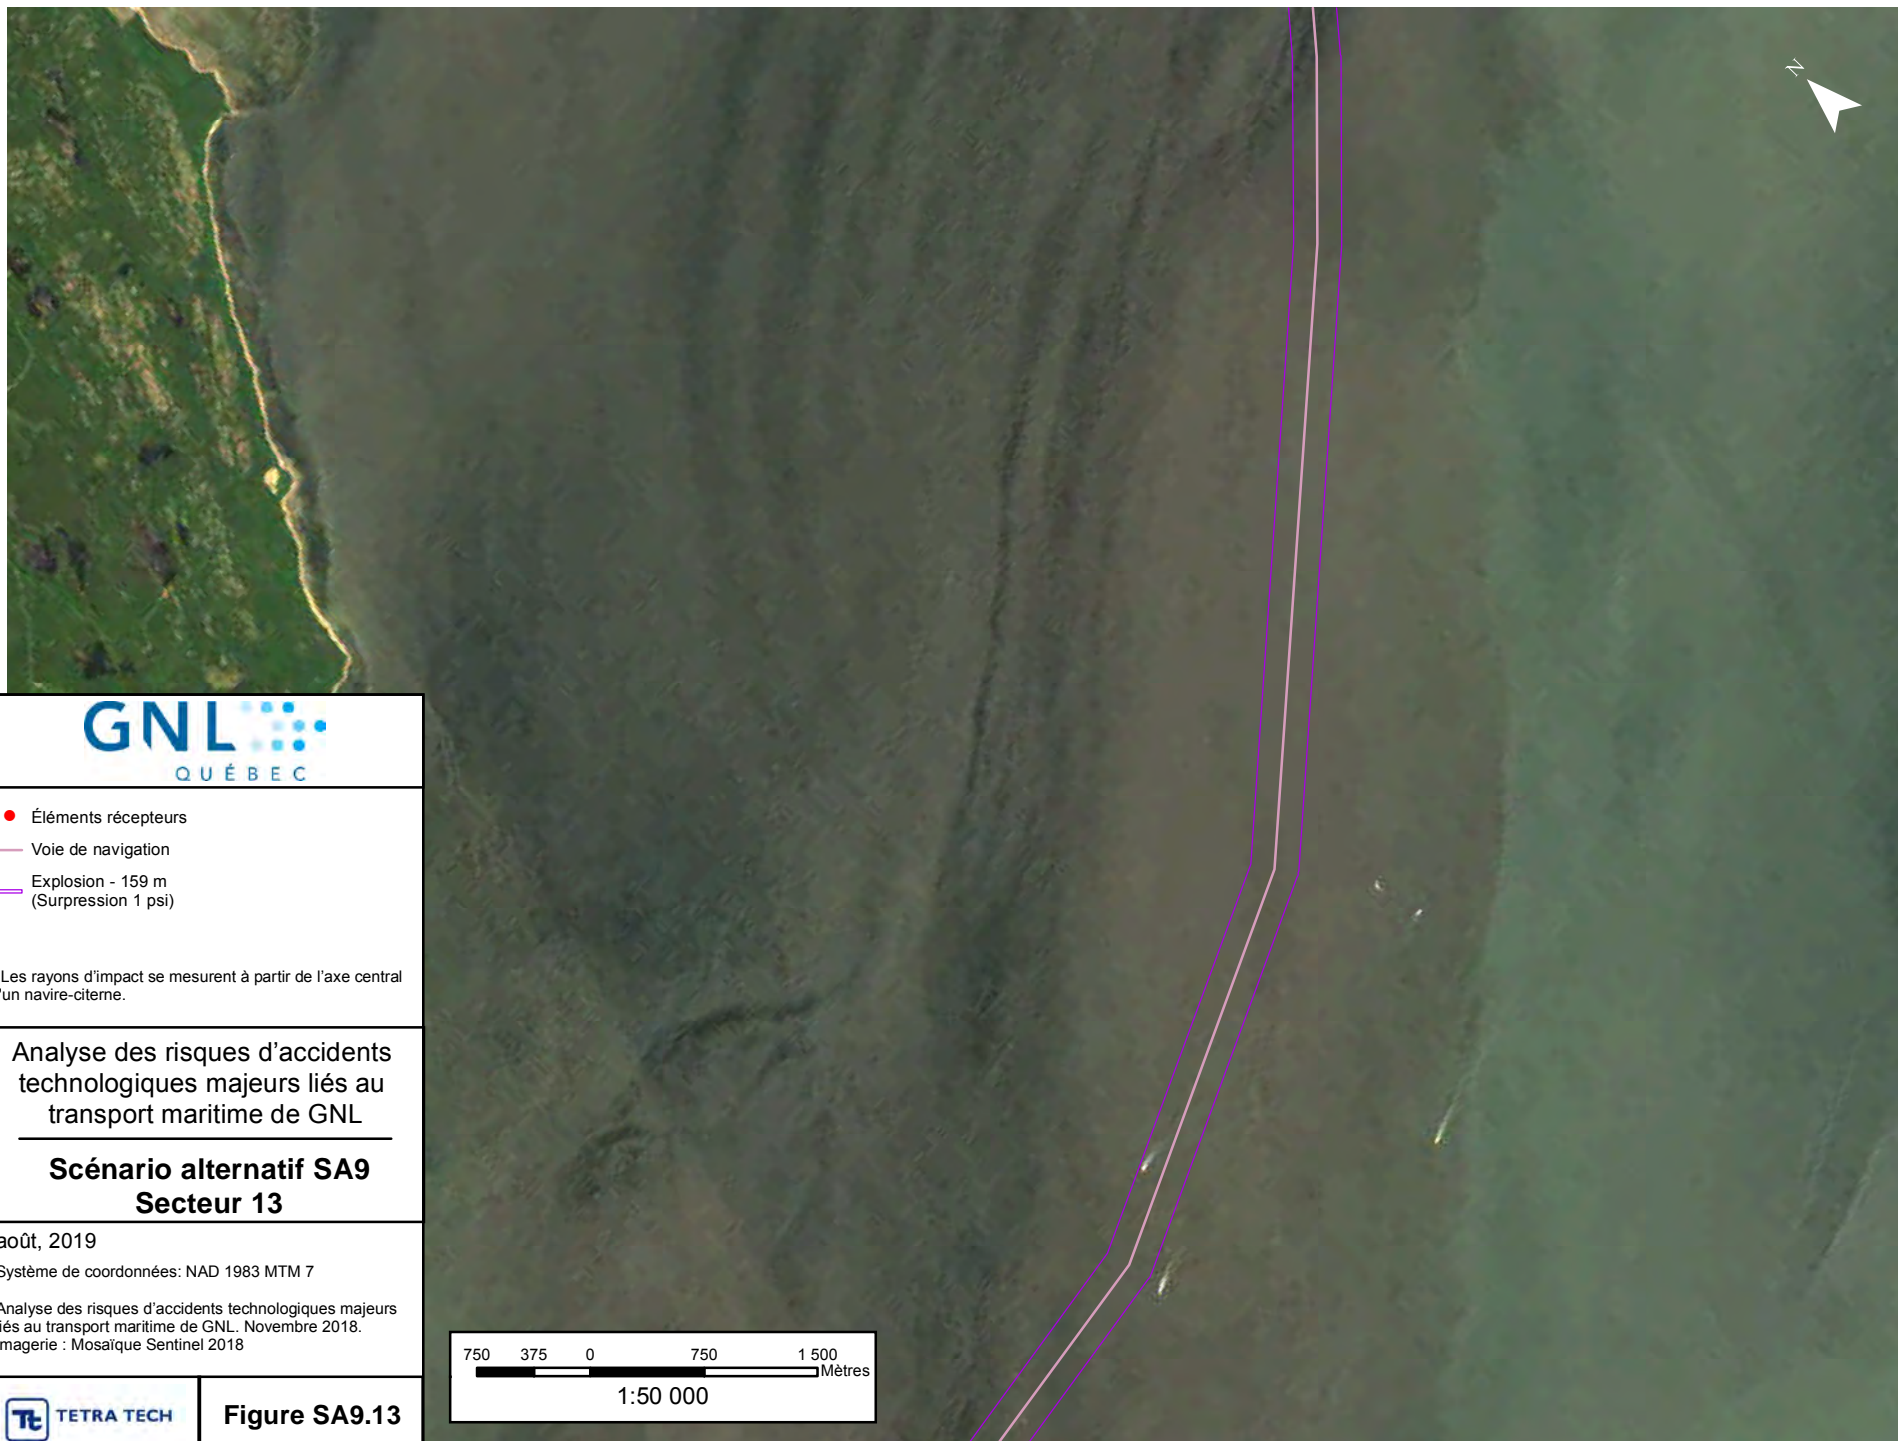 N
GNL
QUÉBEC
Éléments récepteurs
Voie de navigation
Explosion - 159 m
(Surpression 1 psi)
Les rayons d'impact se mesurent à partir de l'axe central
'un navire-citerne.
Analyse des risques d'accidents
technologiques majeurs liés au
transport maritime de GNL
Scénario alternatif SA9
Secteur 13
août, 2019
Système de coordonnées: NAD 1983 MTM 7
Analyse des risques d'accidents technologiques majeurs
iés au transport maritime de GNL. Novembre 2018.
magerie : Mosaïque Sentinel 2018
Tt TETRA TECH
Figure SA9.13
750 375 0 750 1 500
Mètres
1:50 000